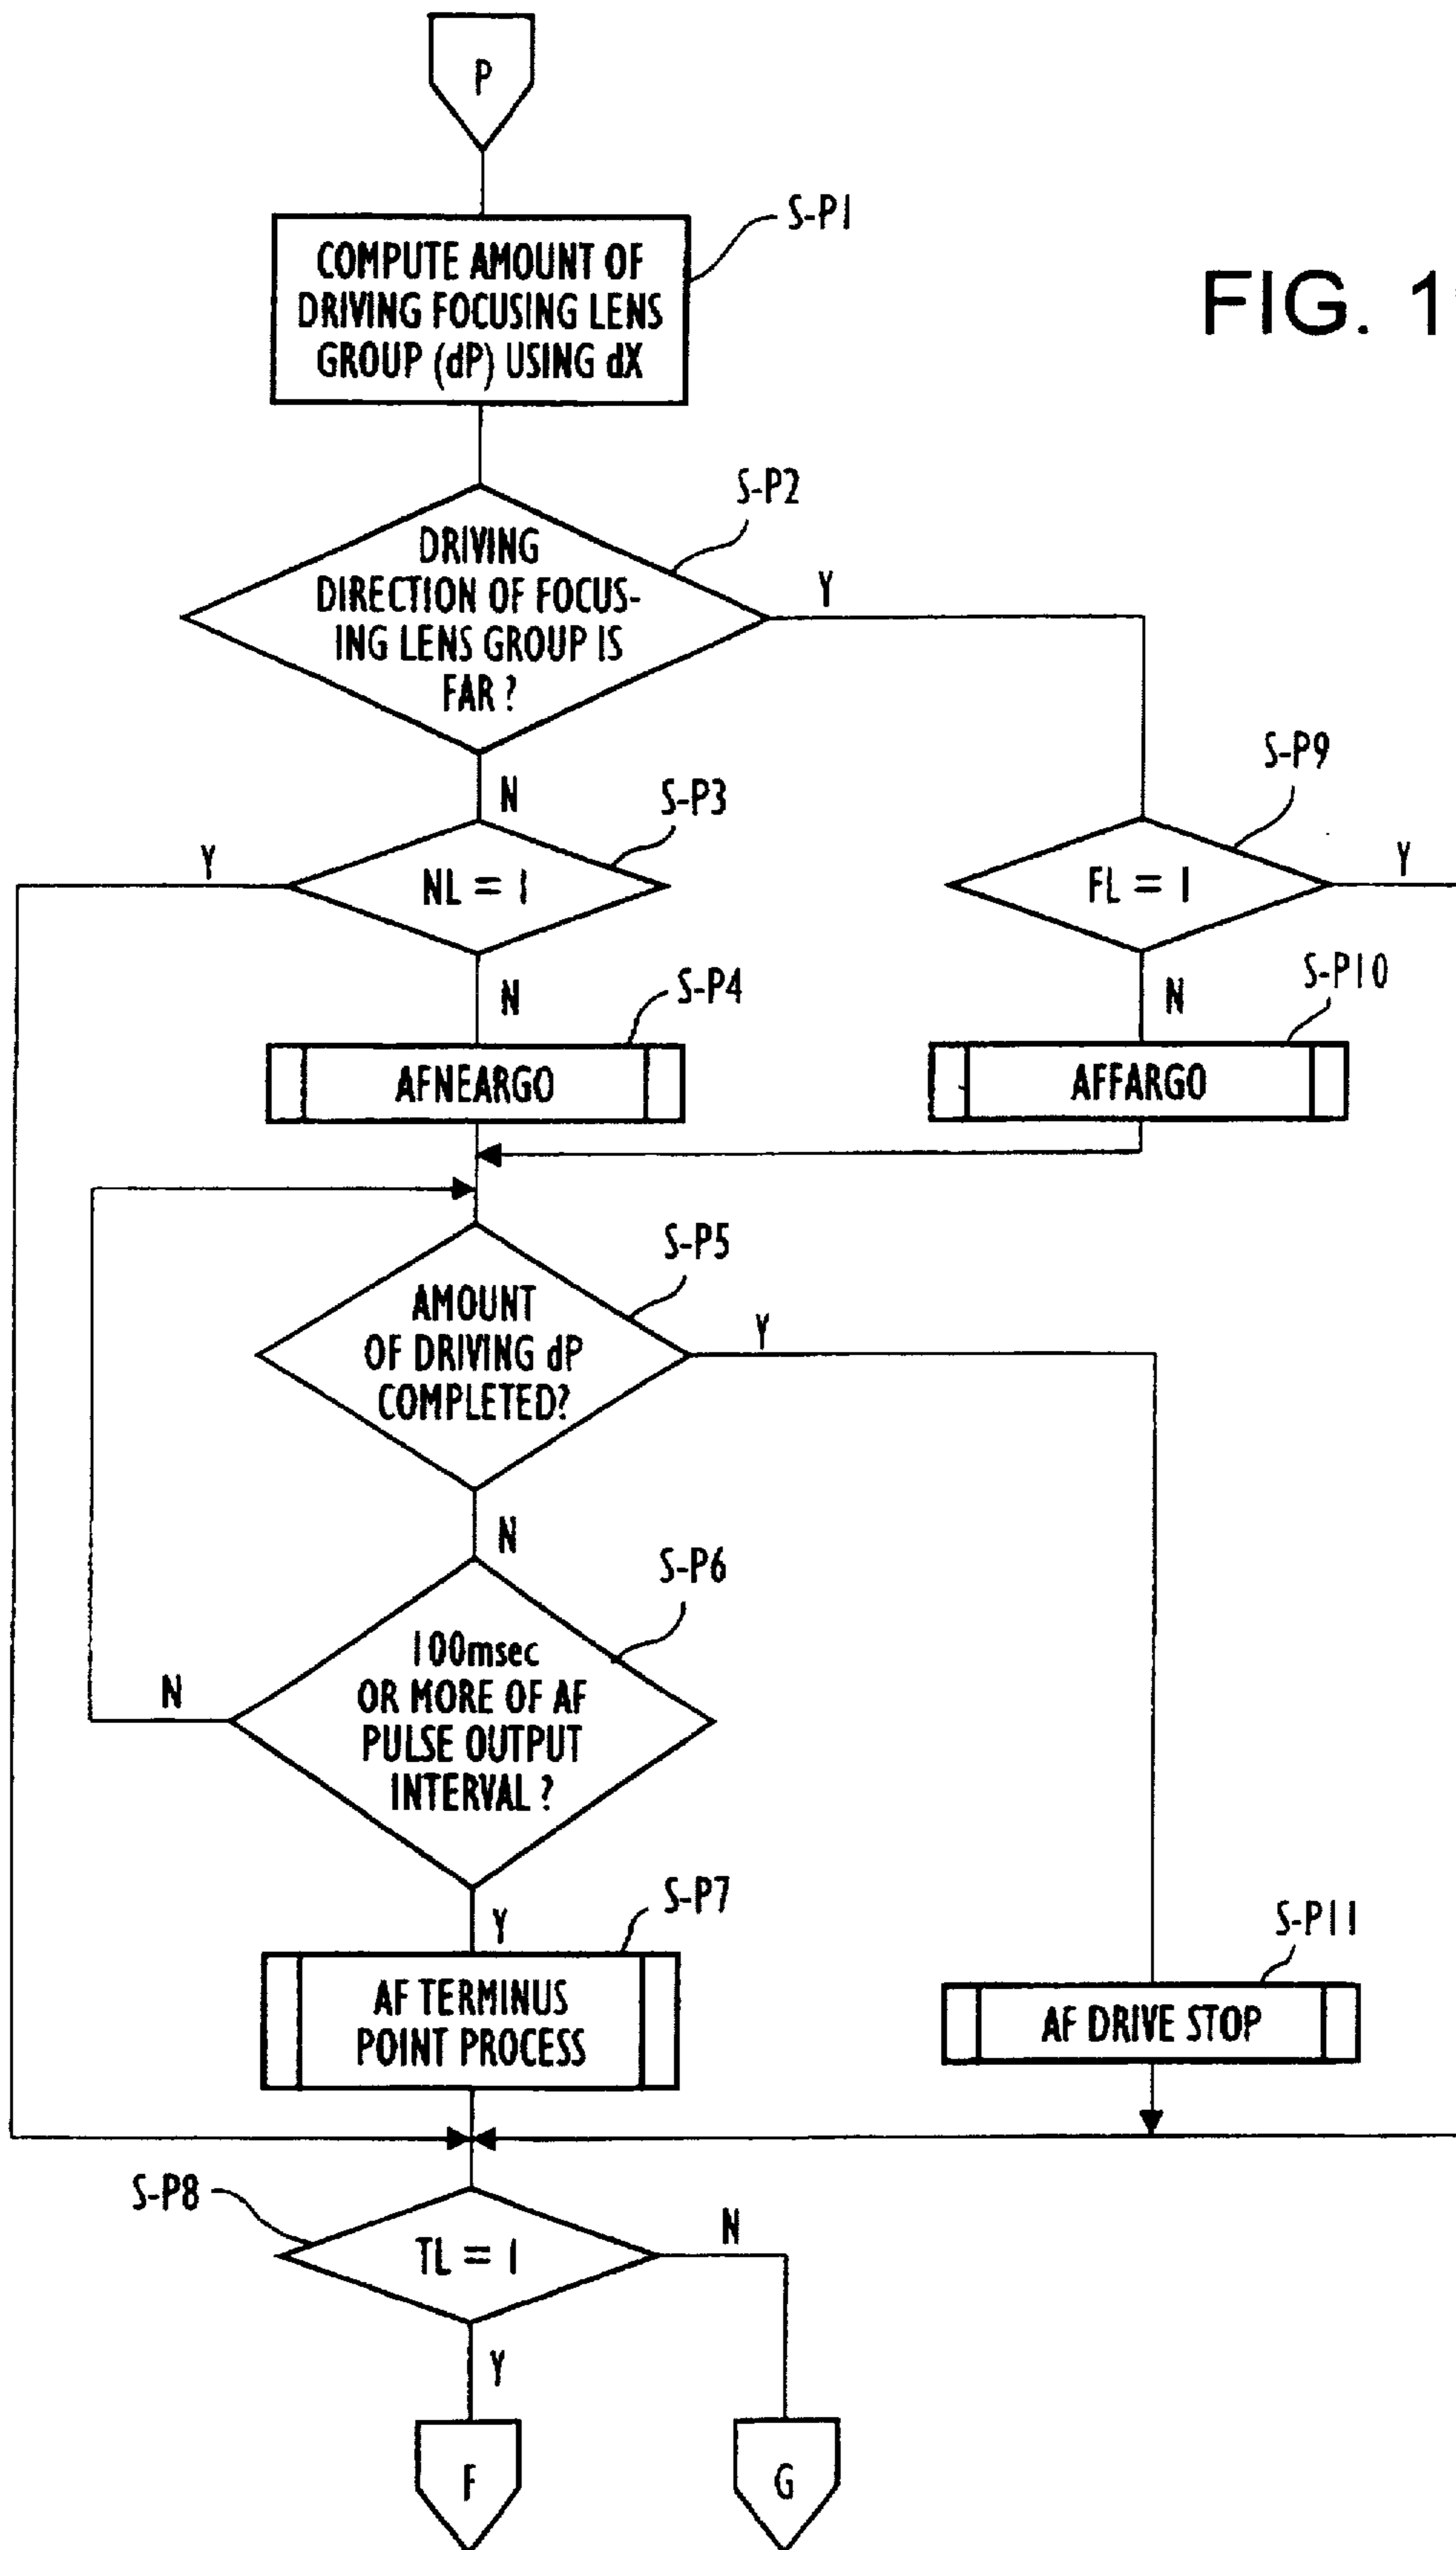 P
S-P1
COMPUTE AMOUNT OF
DRIVING FOCUSING LENS
GROUP (dP) USING dX
FIG. 1
S-P2
DRIVING
DIRECTION OF FOCUS-
ING LENS GROUP IS
FAR ?
Y
N
S-P3
NL = 1
Y
N
S-P9
FL = 1
Y
N
S-P4
AFNEARGO
S-P10
AFFARGO
S-P5
AMOUNT
OF DRIVING dP
COMPLETED?
Y
N
S-P6
100msec
OR MORE OF AF
PULSE OUTPUT
INTERVAL ?
N
Y
S-P7
AF TERMINUS
POINT PROCESS
S-P11
AF DRIVE STOP
S-P8
TL = 1
N
Y
F
G